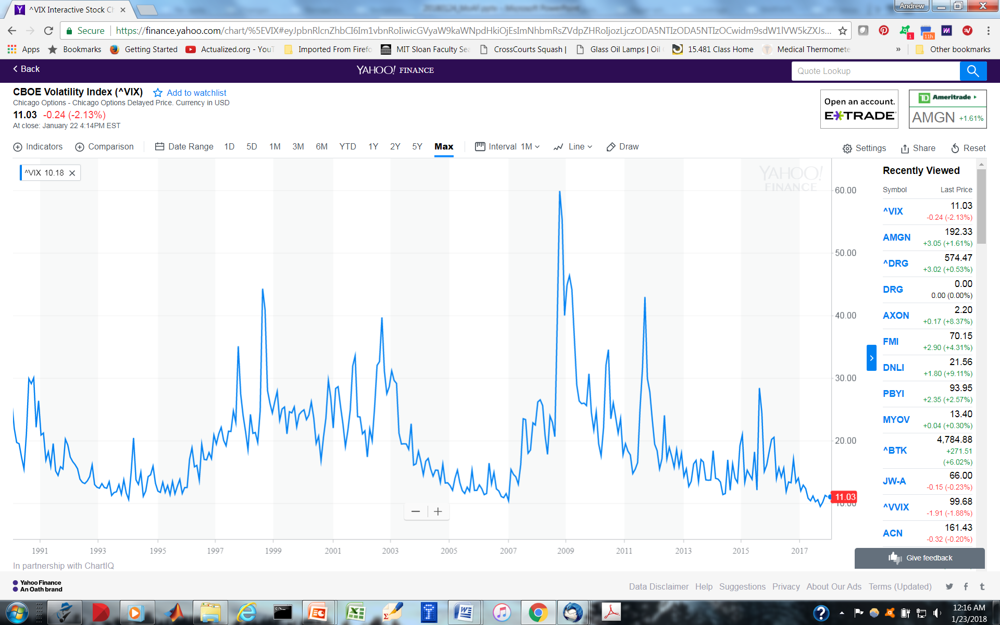 ^VIX Interactive Stock Ch
Andrew
Secure
https://finance.yahoo.com/chart/%5EVIX#eyJpbnRlcnZhbCI6Im1vbnRoIiwicGVyaW9kaWNpdHkiOjEsImNhbmRsZVdpZHRoIjozLjczODA5NTIzODA5NTIzOCwidm9sdW1lVW5kZXJs...
1
11h
Apps
Bookmarks
Getting Started
Actualized.org - YouT
Imported From Firefo
MIT Sloan Faculty Sea
CrossCourts Squash |
Glass Oil Lamps | Oil
15.481 Class Home
Medical Thermomete
»
Other bookmarks
Back
YAHOO! FINANCE
Quote Lookup
CBOE Volatility Index (^VIX)
Add to watchlist
Chicago Options - Chicago Options Delayed Price. Currency in USD
11.03 -0.24 (-2.13%)
At close: January 22 4:14PM EST
Open an account.
E*TRADE
TD Ameritrade
AMGN +1.61%
Indicators
Comparison
Date Range
1D
5D
1M
3M
6M
YTD
1Y
2Y
5Y
Max
Interval 1M
Line
Draw
Settings
Share
Reset
^VIX 10.18
YAHOO!
FINANCE
60.00
50.00
40.00
30.00
20.00
11.03
10.00
1991
1993
1995
1997
1999
2001
2003
2005
2007
2009
2011
2013
2015
2017
In partnership with ChartIQ
Recently Viewed
Symbol Last Price
^VIX 11.03
-0.24 (-2.13%)
AMGN 192.33
+3.05 (+1.61%)
^DRG 574.47
+3.02 (+0.53%)
DRG 0.00
0.00 (0.00%)
AXON 2.20
+0.17 (+8.37%)
FMI 70.15
+2.90 (+4.31%)
DNLI 21.56
+1.80 (+9.11%)
PBYI 93.95
+2.35 (+2.57%)
MYOV 13.40
+0.04 (+0.30%)
^BTK 4,784.88
+271.51
(+6.02%)
JW-A 66.00
-0.15 (-0.23%)
^VVIX 99.68
-1.91 (-1.88%)
ACN 161.43
-0.32 (-0.20%)
Give feedback
Yahoo Finance
An Oath brand
Data Disclaimer
Help
Suggestions
Privacy
About Our Ads
Terms (Updated)
12:16 AM
1/23/2018